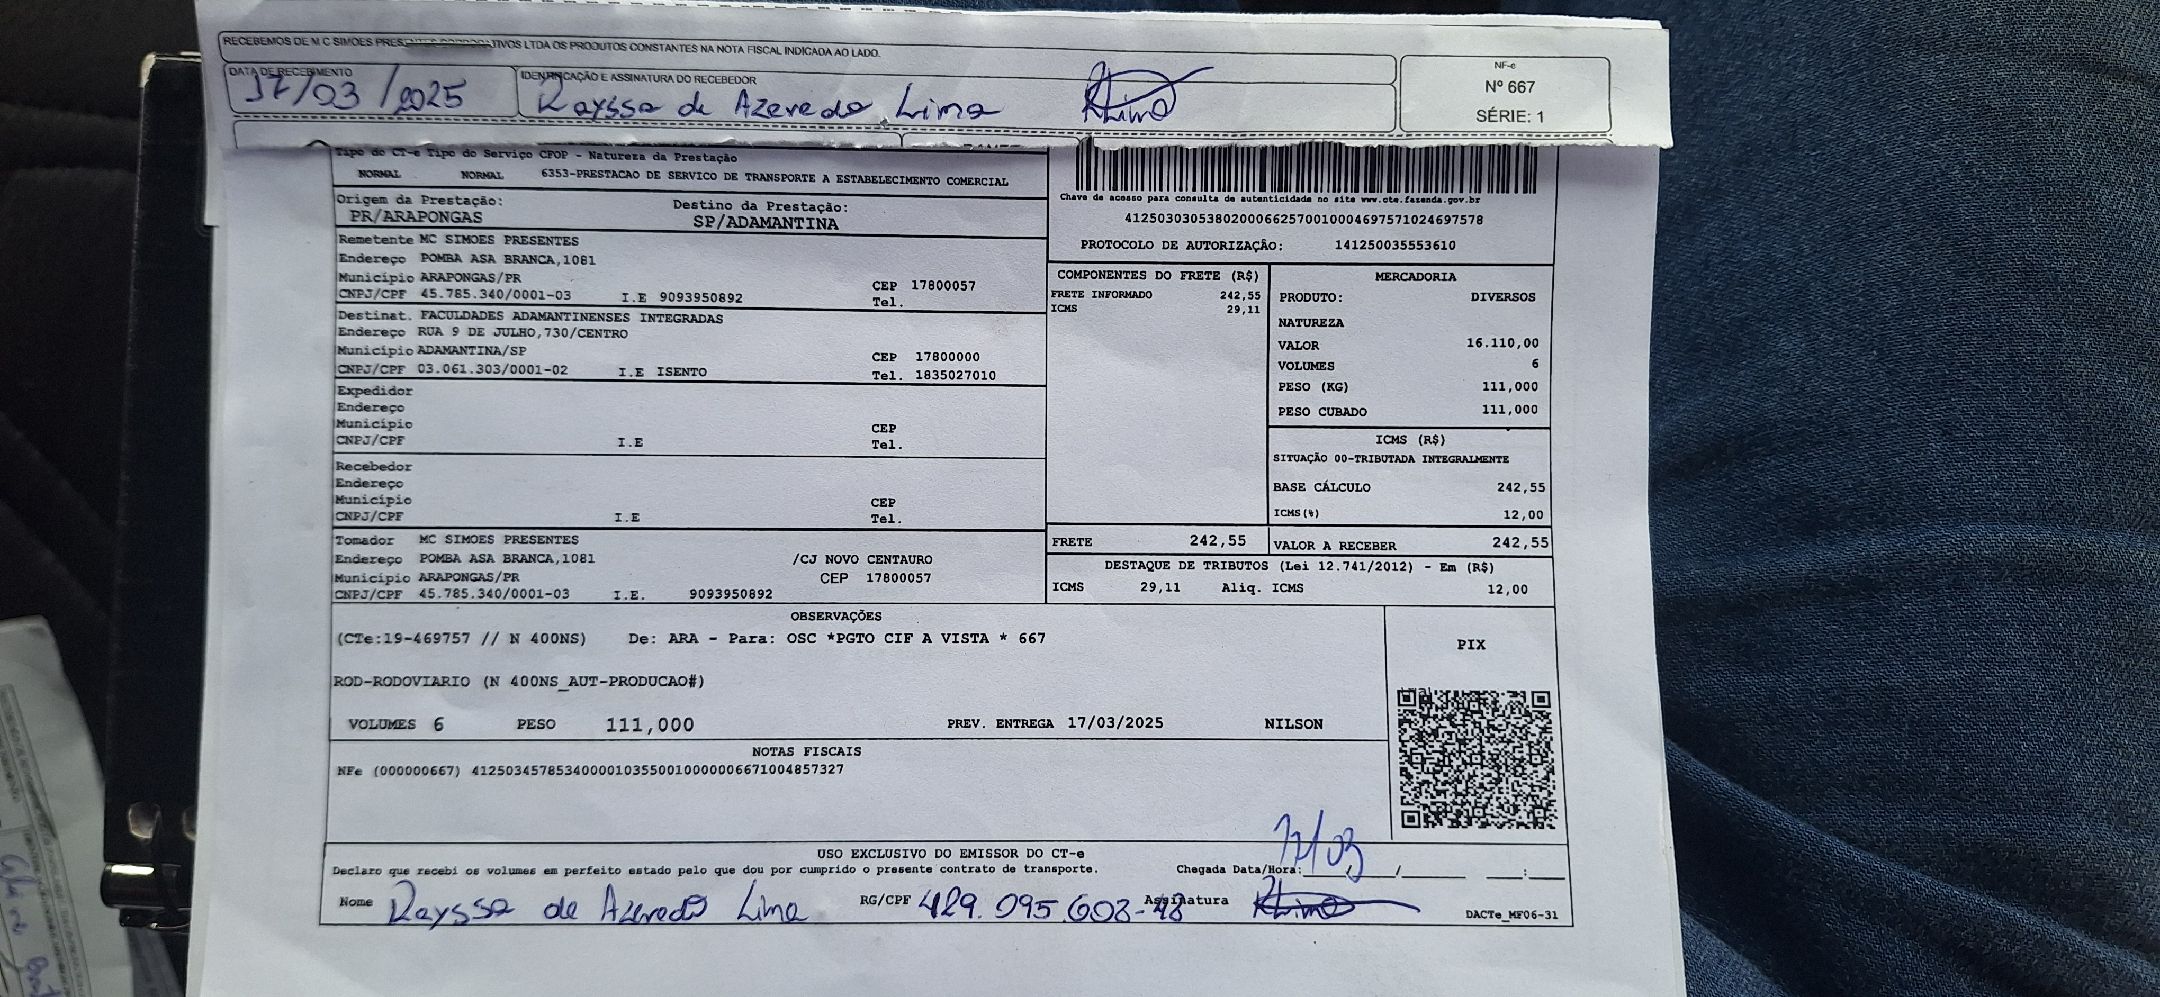 RECEBEMOS DE M C SIMOES PRES TIVOS LTDA OS PRODUTOS CONSTANTES NA NOTA FISCAL INDICADA AO LADO.
DATA DE RECEBIMENTO
17/03/2025
IDENTIFICAÇÃO E ASSINATURA DO RECEBEDOR
Rayssa de Azevedo Lima RLima
NF-e
Nº 667
SÉRIE: 1
Tipo do CT-e Tipo do Serviço CFOP - Natureza da Prestação
NORMAL NORMAL 6353-PRESTACAO DE SERVICO DE TRANSPORTE A ESTABELECIMENTO COMERCIAL
Origem da Prestação: Destino da Prestação:
PR/ARAPONGAS SP/ADAMANTINA
Chave de acesso para consulta de autenticidade no site www.cte.fazenda.gov.br
41250303053802000662570010004697571024697578
PROTOCOLO DE AUTORIZAÇÃO: 141250035553610
Remetente MC SIMOES PRESENTES
Endereço POMBA ASA BRANCA,1081
Município ARAPONGAS/PR CEP 17800057
CNPJ/CPF 45.785.340/0001-03 I.E 9093950892 Tel.
Destinat. FACULDADES ADAMANTINENSES INTEGRADAS
Endereço RUA 9 DE JULHO,730/CENTRO
Município ADAMANTINA/SP CEP 17800000
CNPJ/CPF 03.061.303/0001-02 I.E ISENTO Tel. 1835027010
Expedidor
Endereço
Município CEP
CNPJ/CPF I.E Tel.
Recebedor
Endereço
Município CEP
CNPJ/CPF I.E Tel.
Tomador MC SIMOES PRESENTES
Endereço POMBA ASA BRANCA,1081 /CJ NOVO CENTAURO
Município ARAPONGAS/PR CEP 17800057
CNPJ/CPF 45.785.340/0001-03 I.E. 9093950892
COMPONENTES DO FRETE (R$)
FRETE INFORMADO 242,55
ICMS 29,11
MERCADORIA
PRODUTO: DIVERSOS
NATUREZA
VALOR 16.110,00
VOLUMES 6
PESO (KG) 111,000
PESO CUBADO 111,000
ICMS (R$)
SITUAÇÃO 00-TRIBUTADA INTEGRALMENTE
BASE CÁLCULO 242,55
ICMS(%) 12,00
FRETE 242,55 VALOR A RECEBER 242,55
DESTAQUE DE TRIBUTOS (Lei 12.741/2012) - Em (R$)
ICMS 29,11 Aliq. ICMS 12,00
OBSERVAÇÕES
(CTe:19-469757 // N 400NS) De: ARA - Para: OSC *PGTO CIF A VISTA * 667
ROD-RODOVIARIO (N 400NS_AUT-PRODUCAO#)
VOLUMES 6 PESO 111,000 PREV. ENTREGA 17/03/2025 NILSON
PIX
NOTAS FISCAIS
NFe (000000667) 41250345785340000103550010000006671004857327
USO EXCLUSIVO DO EMISSOR DO CT-e
Declaro que recebi os volumes em perfeito estado pelo que dou por cumprido o presente contrato de transporte. Chegada Data/Hora: 17/03 / :
Nome Rayssa de Azevedo Lima RG/CPF 429.095.608-48 Assinatura RLima
DACTe_MF06-31